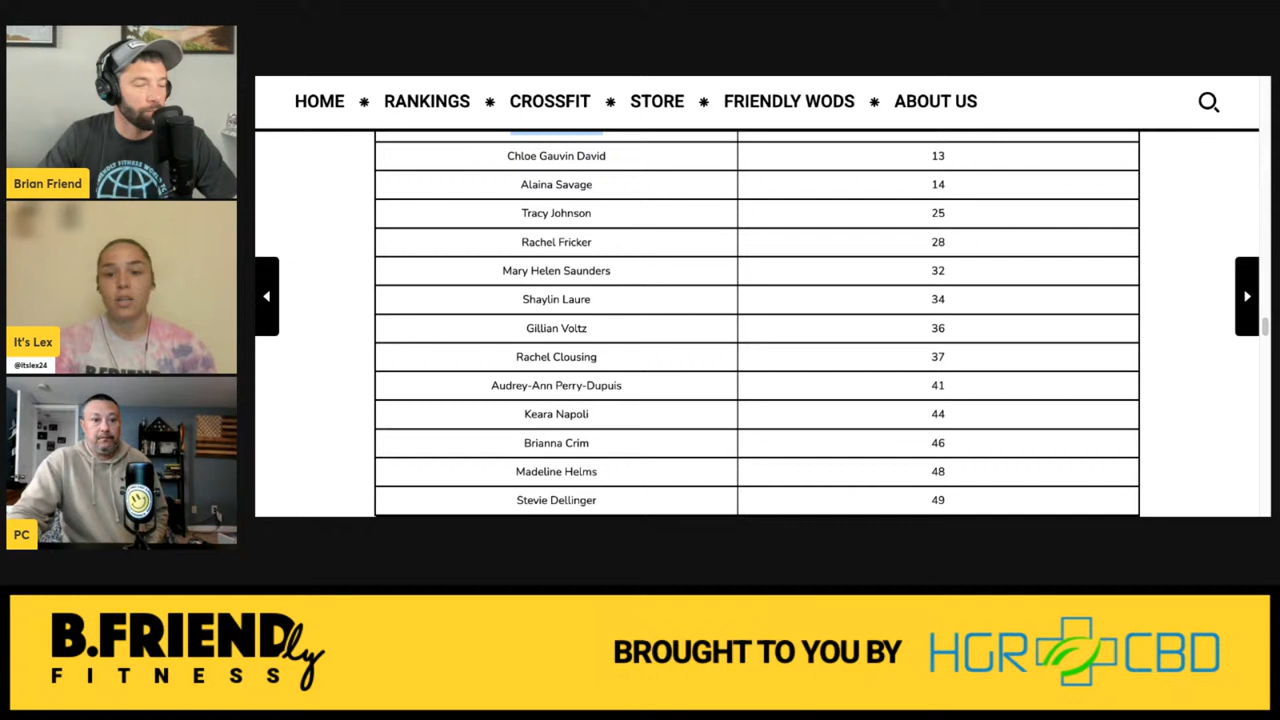 Brian Friend
It's Lex
@itslex24
PC
HOME * RANKINGS * CROSSFIT * STORE * FRIENDLY WODS * ABOUT US
Chloe Gauvin David 13
Alaina Savage 14
Tracy Johnson 25
Rachel Fricker 28
Mary Helen Saunders 32
Shaylin Laure 34
Gillian Voltz 36
Rachel Clousing 37
Audrey-Ann Perry-Dupuis 41
Keara Napoli 44
Brianna Crim 46
Madeline Helms 48
Stevie Dellinger 49
B.FRIENDly
FITNESS
BROUGHT TO YOU BY
HGR CBD